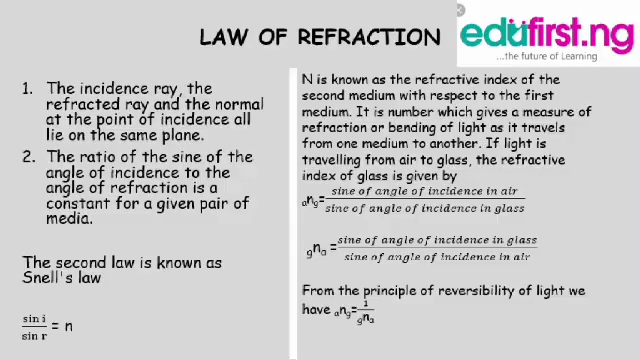 LAW OF REFRACTION
edufirst.ng
...the future of Learning
1. The incidence ray, the
refracted ray and the normal
at the point of incidence all
lie on the same plane.
2. The ratio of the sine of the
angle of incidence to the
angle of refraction is a
constant for a given pair of
media.
The second law is known as
Snell's law
sin i / sin r = n
N is known as the refractive index of the
second medium with respect to the first
medium. It is number which gives a measure of
refraction or bending of light as it travels
from one medium to another. If light is
travelling from air to glass, the refractive
index of glass is given by
ₐn_g = sine of angle of incidence in air / sine of angle of incidence in glass
_gnₐ = sine of angle of incidence in glass / sine of angle of incidence in air
From the principle of reversibility of light we
have ₐn_g = 1 / _gnₐ